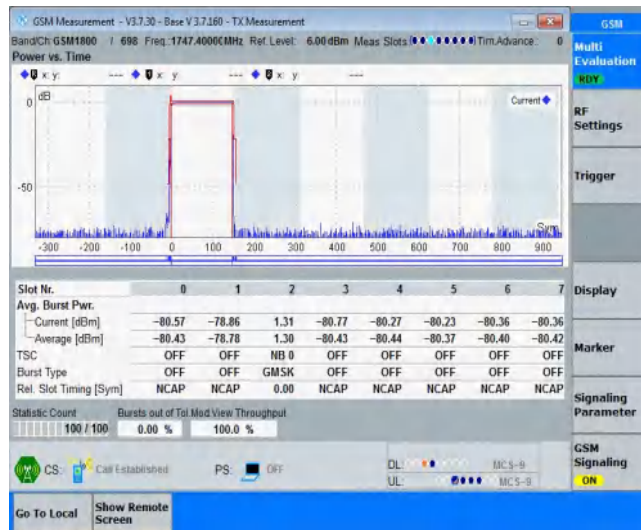 GSM Measurement - V3.7.30 - Base V 3.7.160 - TX Measurement
GSM
Band/Ch: GSM1800 / 698 Freq.:1747.4000 MHz Ref. Level: 6.00 dBm Meas Slots Tim.Advance: 0
Multi Evaluation
RDY
Power vs. Time
x: y: --- x: y: --- x: y: ---
dB
Current
0
-50
Sym
-300 -200 -100 0 100 200 300 400 500 600 700 800 900
RF Settings
Trigger
Slot Nr. 0 1 2 3 4 5 6 7
Avg. Burst Pwr.
Current [dBm] -80.57 -78.86 1.31 -80.77 -80.27 -80.23 -80.36 -80.36
Average [dBm] -80.43 -78.78 1.30 -80.43 -80.44 -80.37 -80.40 -80.42
TSC OFF OFF NB 0 OFF OFF OFF OFF OFF
Burst Type OFF OFF GMSK OFF OFF OFF OFF OFF
Rel. Slot Timing [Sym] NCAP NCAP 0.00 NCAP NCAP NCAP NCAP NCAP
Display
Marker
Signaling Parameter
Statistic Count Bursts out of Tol. Mod View Throughput
100 / 100 0.00 % 100.0 %
CS: Call Established PS: OFF DL: MCS-9
UL: MCS-9
GSM Signaling
ON
Go To Local
Show Remote Screen